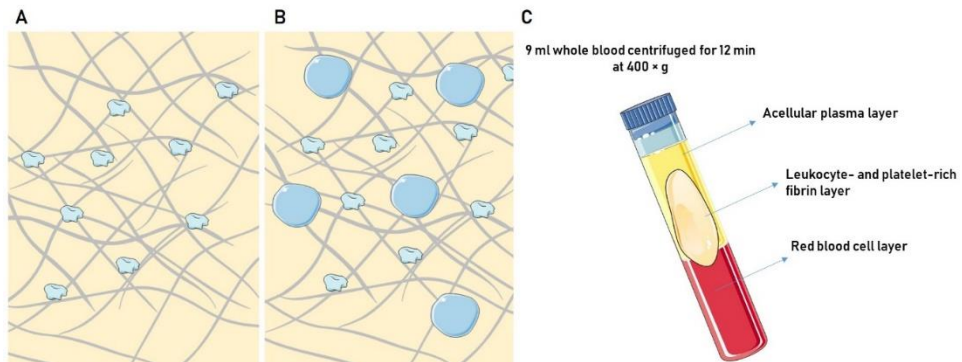 A
B
C
9 ml whole blood centrifuged for 12 min
at 400 × g
Acellular plasma layer
Leukocyte- and platelet-rich
fibrin layer
Red blood cell layer